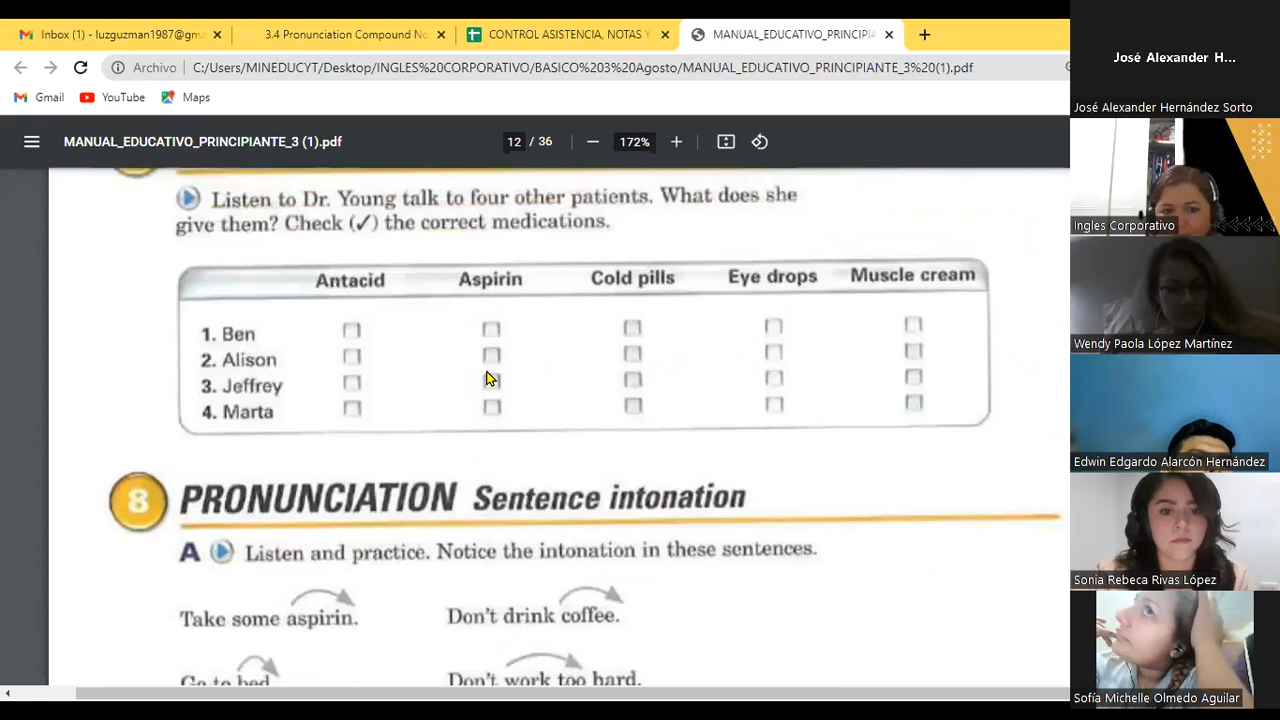 Inbox (1) - luzguzman1987@gm
3.4 Pronunciation Compound No
CONTROL ASISTENCIA, NOTAS Y
MANUAL_EDUCATIVO_PRINCIPIA
Archivo C:/Users/MINEDUCYT/Desktop/INGLES%20CORPORATIVO/BASICO%203%20Agosto/MANUAL_EDUCATIVO_PRINCIPIANTE_3%20(1).pdf
Gmail YouTube Maps
MANUAL_EDUCATIVO_PRINCIPIANTE_3 (1).pdf 12 / 36 172%
Listen to Dr. Young talk to four other patients. What does she
give them? Check (✓) the correct medications.
Antacid Aspirin Cold pills Eye drops Muscle cream
1. Ben
2. Alison
3. Jeffrey
4. Marta
8 PRONUNCIATION Sentence intonation
A Listen and practice. Notice the intonation in these sentences.
Take some aspirin. Don't drink coffee.
Go to bed Don't work too hard.
José Alexander H...
José Alexander Hernández Sorto
Ingles Corporativo
Wendy Paola López Martínez
Edwin Edgardo Alarcón Hernández
Sonia Rebeca Rivas López
Sofía Michelle Olmedo Aguilar